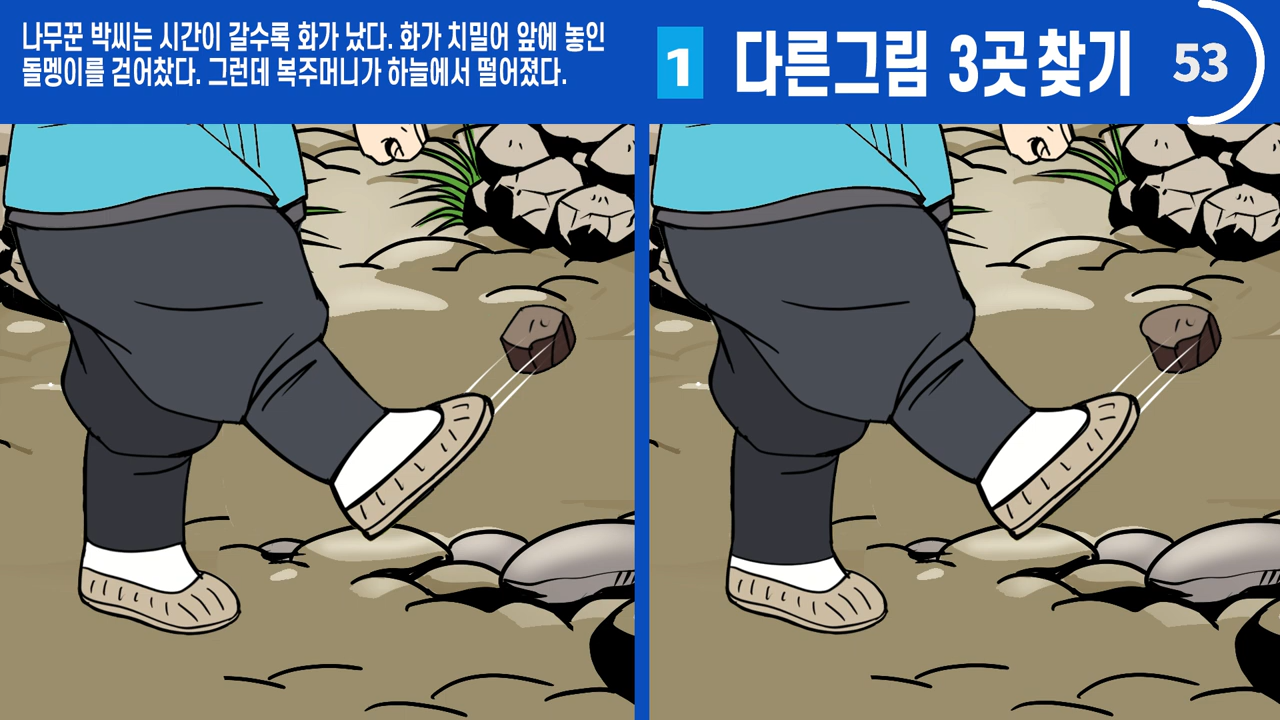 나무꾼 박씨는 시간이 갈수록 화가 났다. 화가 치밀어 앞에 놓인
돌멩이를 걷어찼다. 그런데 복주머니가 하늘에서 떨어졌다.
1 다른그림 3곳 찾기 53